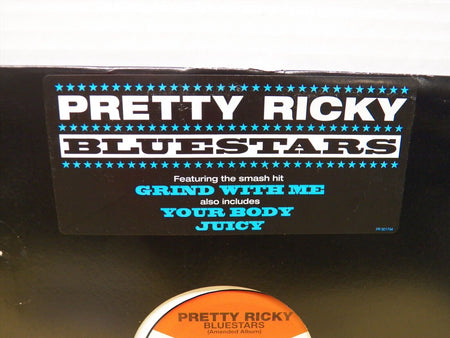 PRETTY RICKY
BLUESTARS
Featuring the smash hit
GRIND WITH ME
also includes
YOUR BODY
JUICY
PRETTY RICKY
BLUESTARS
(Amended Album)